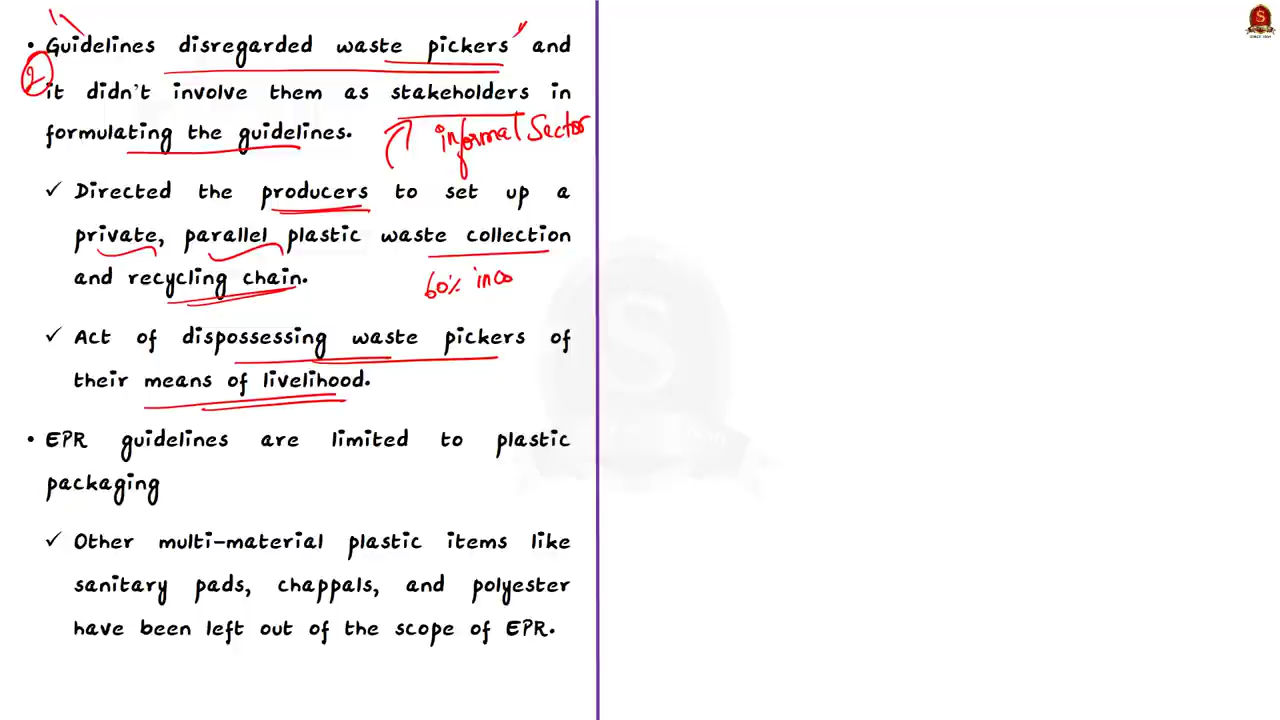 • Guidelines disregarded waste pickers and
2
it didn't involve them as stakeholders in
formulating the guidelines.
informal Sector
✓ Directed the producers to set up a
private, parallel plastic waste collection
and recycling chain.
60% inco
✓ Act of dispossessing waste pickers of
their means of livelihood.
• EPR guidelines are limited to plastic
packaging
✓ Other multi-material plastic items like
sanitary pads, chappals, and polyester
have been left out of the scope of EPR.